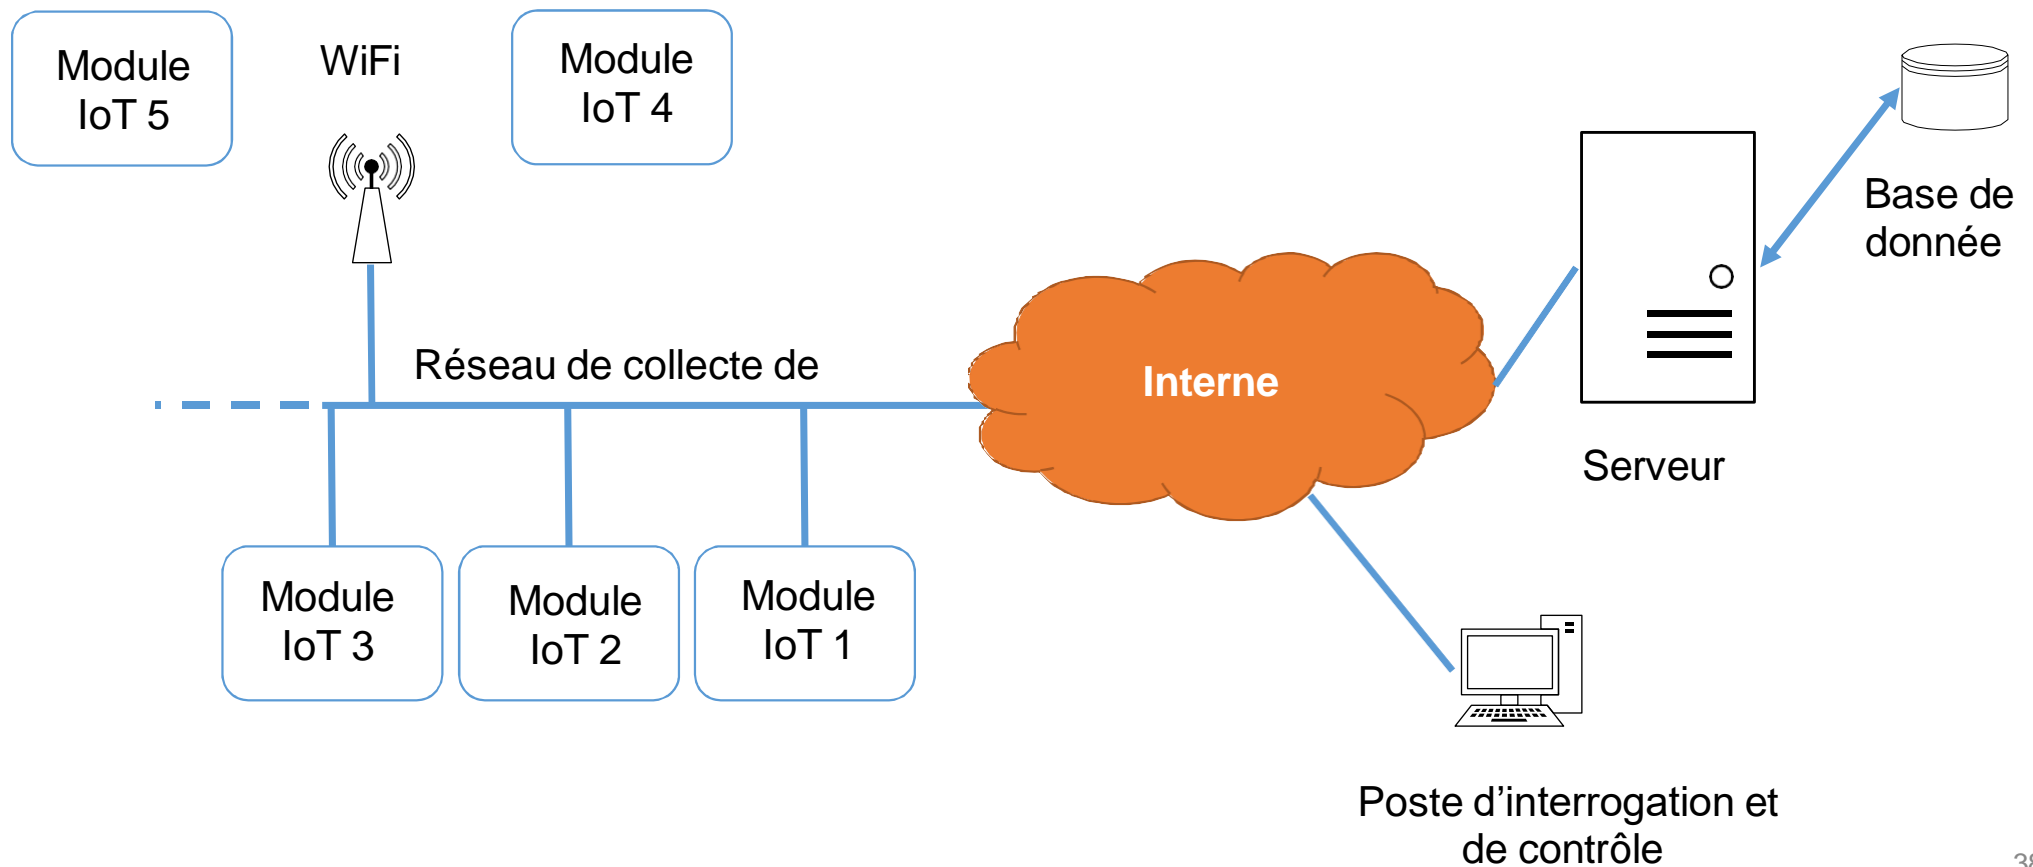 Module
IoT 5
WiFi
Module
IoT 4
Base de
donnée
Réseau de collecte de
Interne
Serveur
Module
IoT 3
Module
IoT 2
Module
IoT 1
Poste d’interrogation et
de contrôle